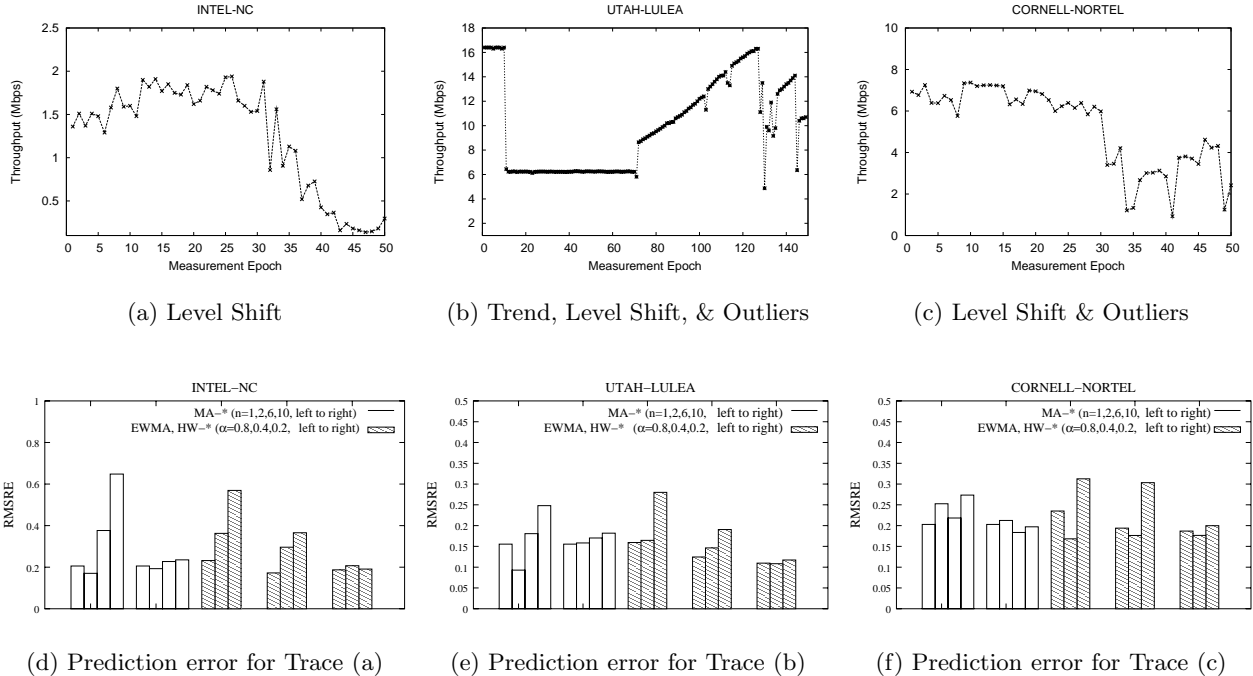 INTEL-NC
UTAH-LULEA
CORNELL-NORTEL
Throughput (Mbps)
2.5
2
1.5
1
0.5
0 5 10 15 20 25 30 35 40 45 50
Measurement Epoch
Throughput (Mbps)
18
16
14
12
10
8
6
4
2
0 20 40 60 80 100 120 140
Measurement Epoch
Throughput (Mbps)
10
8
6
4
2
0
0 5 10 15 20 25 30 35 40 45 50
Measurement Epoch
(a) Level Shift
(b) Trend, Level Shift, & Outliers
(c) Level Shift & Outliers
INTEL−NC
MA−* (n=1,2,6,10, left to right)
EWMA, HW−* (α=0.8,0.4,0.2, left to right)
RMSRE
1
0.8
0.6
0.4
0.2
0
UTAH−LULEA
MA−* (n=1,2,6,10, left to right)
EWMA, HW−* (α=0.8,0.4,0.2, left to right)
RMSRE
0.5
0.45
0.4
0.35
0.3
0.25
0.2
0.15
0.1
0.05
0
CORNELL−NORTEL
MA−* (n=1,2,6,10, left to right)
EWMA, HW−* (α=0.8,0.4,0.2, left to right)
RMSRE
0.5
0.45
0.4
0.35
0.3
0.25
0.2
0.15
0.1
0.05
0
(d) Prediction error for Trace (a)
(e) Prediction error for Trace (b)
(f) Prediction error for Trace (c)